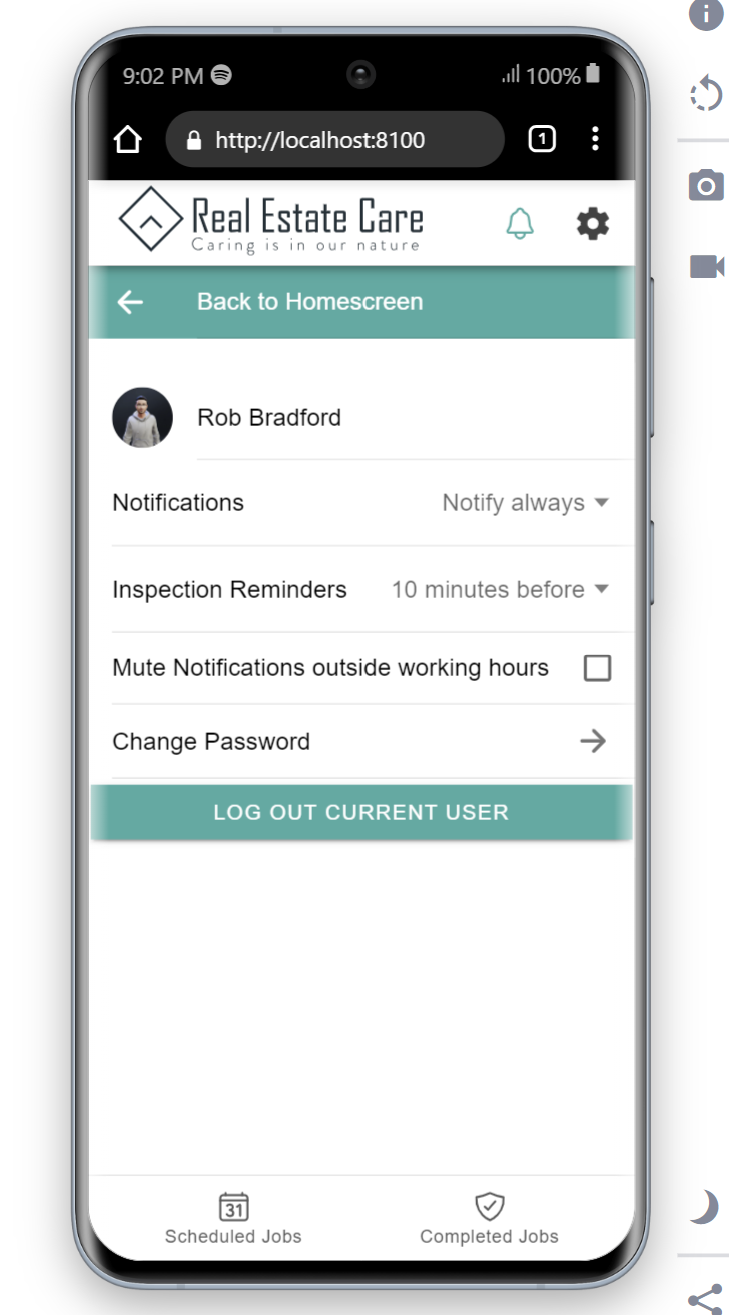 9:02 PM 100%
1
http://localhost:8100
Real Estate Care
Caring is in our nature
Back to Homescreen
Rob Bradford
Notifications Notify always
Inspection Reminders 10 minutes before
Mute Notifications outside working hours
Change Password
LOG OUT CURRENT USER
31
Scheduled Jobs Completed Jobs